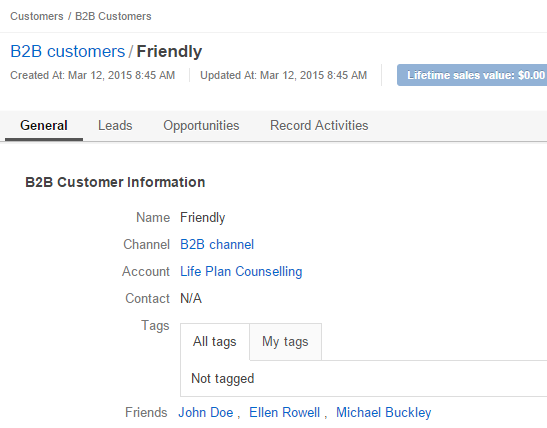 Customers / B2B Customers
B2B customers / Friendly
Created At: Mar 12, 2015 8:45 AM Updated At: Mar 12, 2015 8:45 AM Lifetime sales value: $0.00
General Leads Opportunities Record Activities
B2B Customer Information
Name Friendly
Channel B2B channel
Account Life Plan Counselling
Contact N/A
Tags
All tags My tags
Not tagged
Friends John Doe , Ellen Rowell , Michael Buckley